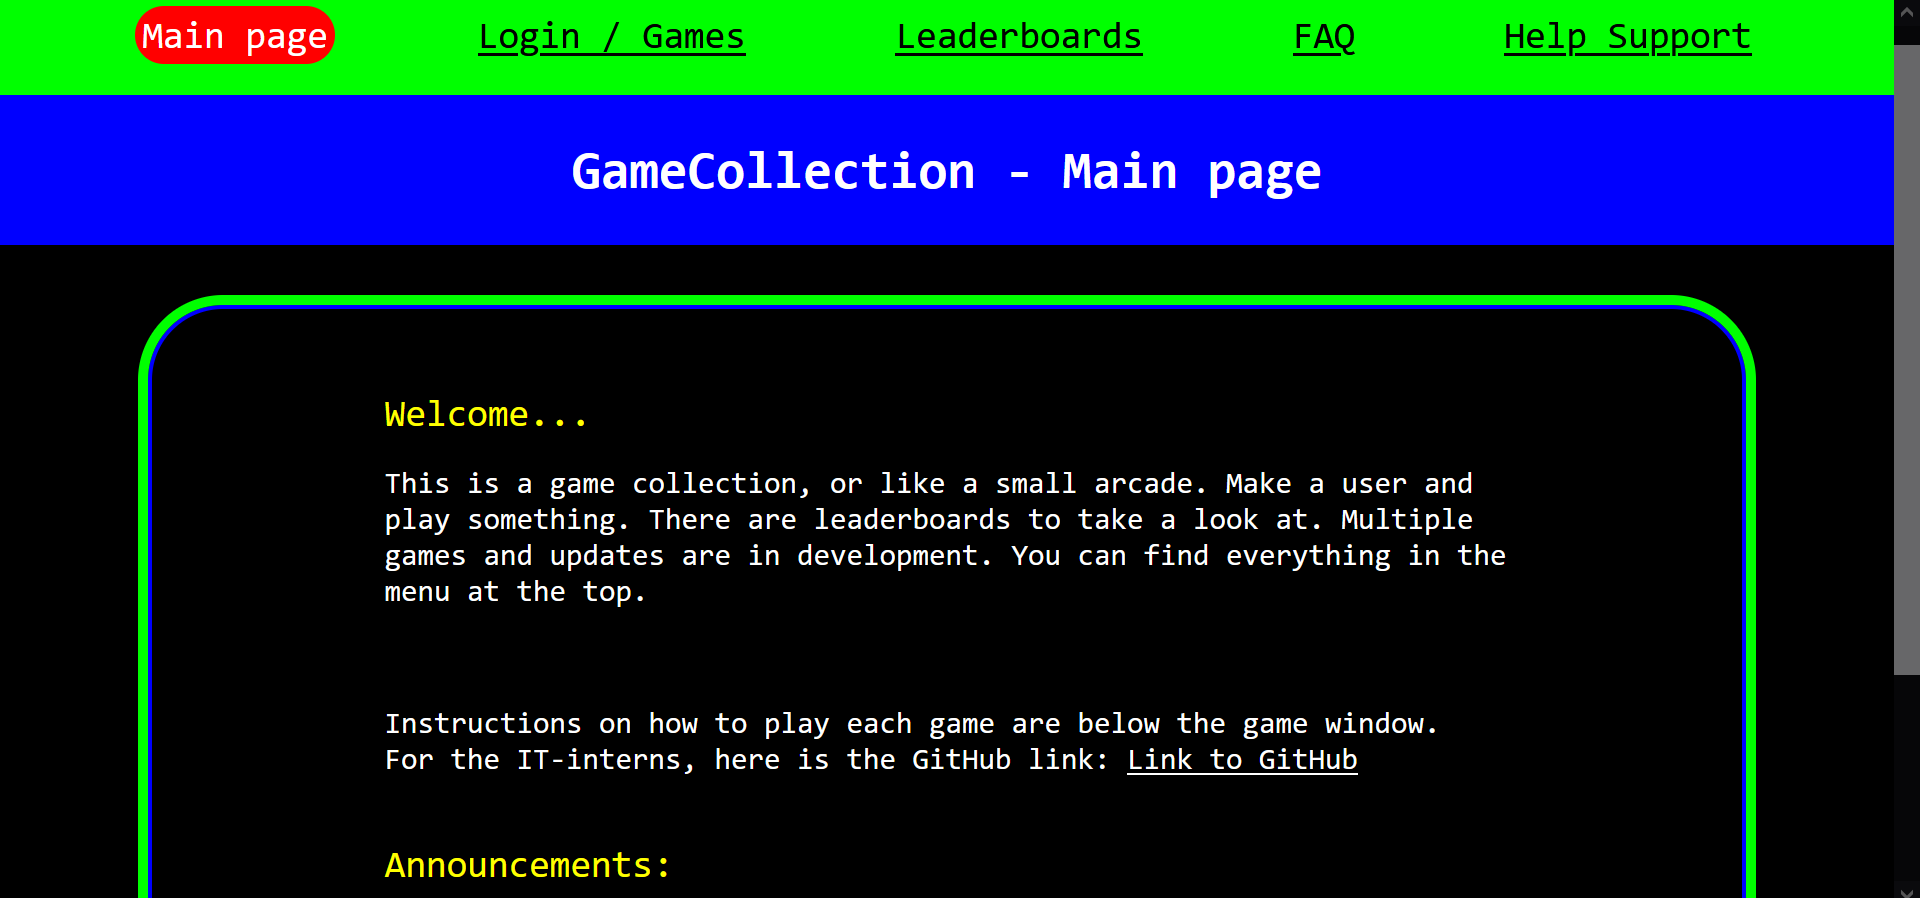 Main page Login / Games Leaderboards FAQ Help Support
GameCollection - Main page
Welcome...
This is a game collection, or like a small arcade. Make a user and
play something. There are leaderboards to take a look at. Multiple
games and updates are in development. You can find everything in the
menu at the top.
Instructions on how to play each game are below the game window.
For the IT-interns, here is the GitHub link: Link to GitHub
Announcements: